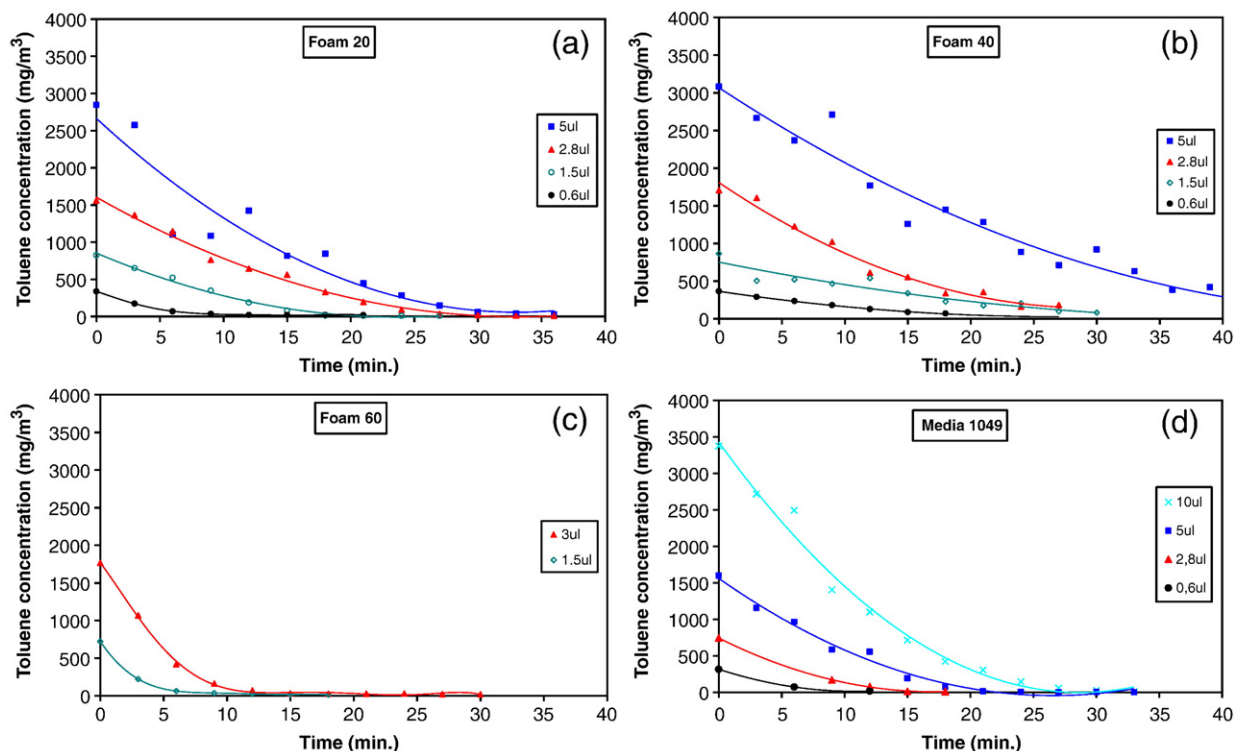 Foam 20
(a)
Toluene concentration (mg/m³)
4000
3500
3000
2500
2000
1500
1000
500
0
5ul
2.8ul
1.5ul
0.6ul
0 5 10 15 20 25 30 35 40
Time (min.)
Foam 40
(b)
Toluene concentration (mg/m³)
4000
3500
3000
2500
2000
1500
1000
500
0
5ul
2.8ul
1.5ul
0.6ul
0 5 10 15 20 25 30 35 40
Time (min.)
Foam 60
(c)
Toluene concentration (mg/m³)
4000
3500
3000
2500
2000
1500
1000
500
0
3ul
1.5ul
0 5 10 15 20 25 30 35 40
Time (min.)
Media 1049
(d)
Toluene concentration (mg/m³)
4000
3500
3000
2500
2000
1500
1000
500
0
10ul
5ul
2,8ul
0,6ul
0 5 10 15 20 25 30 35 40
Time (min.)